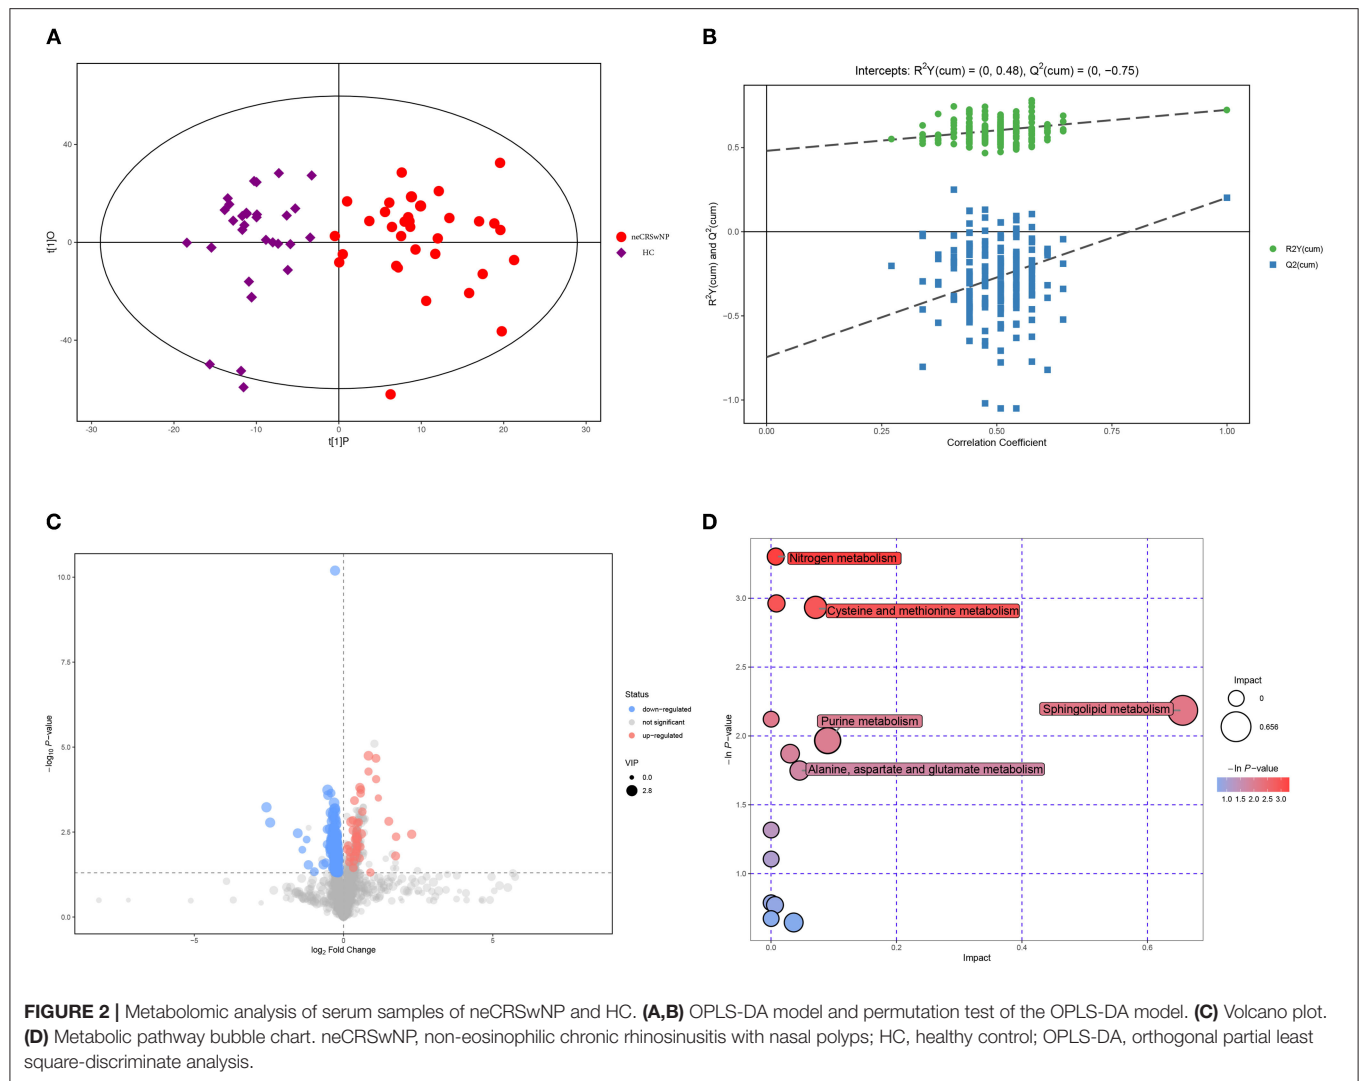 A
40
0
-40
-30
-20
-10
0
10
20
30
t[1]O
t[1]P
neCRSwNP
HC
B
Intercepts: R²Y(cum) = (0, 0.48), Q²(cum) = (0, −0.75)
0.5
0.0
−0.5
−1.0
0.00
0.25
0.50
0.75
1.00
R²Y(cum) and Q²(cum)
Correlation Coefficient
R2Y(cum)
Q2(cum)
C
10.0
7.5
5.0
2.5
0.0
−5
0
5
−log₁₀ P−value
log₂ Fold Change
Status
down−regulated
not significant
up−regulated
VIP
0.0
2.8
D
Nitrogen metabolism
Cysteine and methionine metabolism
Sphingolipid metabolism
Purine metabolism
Alanine, aspartate and glutamate metabolism
3.0
2.5
2.0
1.5
1.0
0.0
0.2
0.4
0.6
−ln P−value
Impact
Impact
0
0.656
−ln P−value
1.0 1.5 2.0 2.5 3.0
FIGURE 2 | Metabolomic analysis of serum samples of neCRSwNP and HC. (A,B) OPLS-DA model and permutation test of the OPLS-DA model. (C) Volcano plot.
(D) Metabolic pathway bubble chart. neCRSwNP, non-eosinophilic chronic rhinosinusitis with nasal polyps; HC, healthy control; OPLS-DA, orthogonal partial least
square-discriminate analysis.